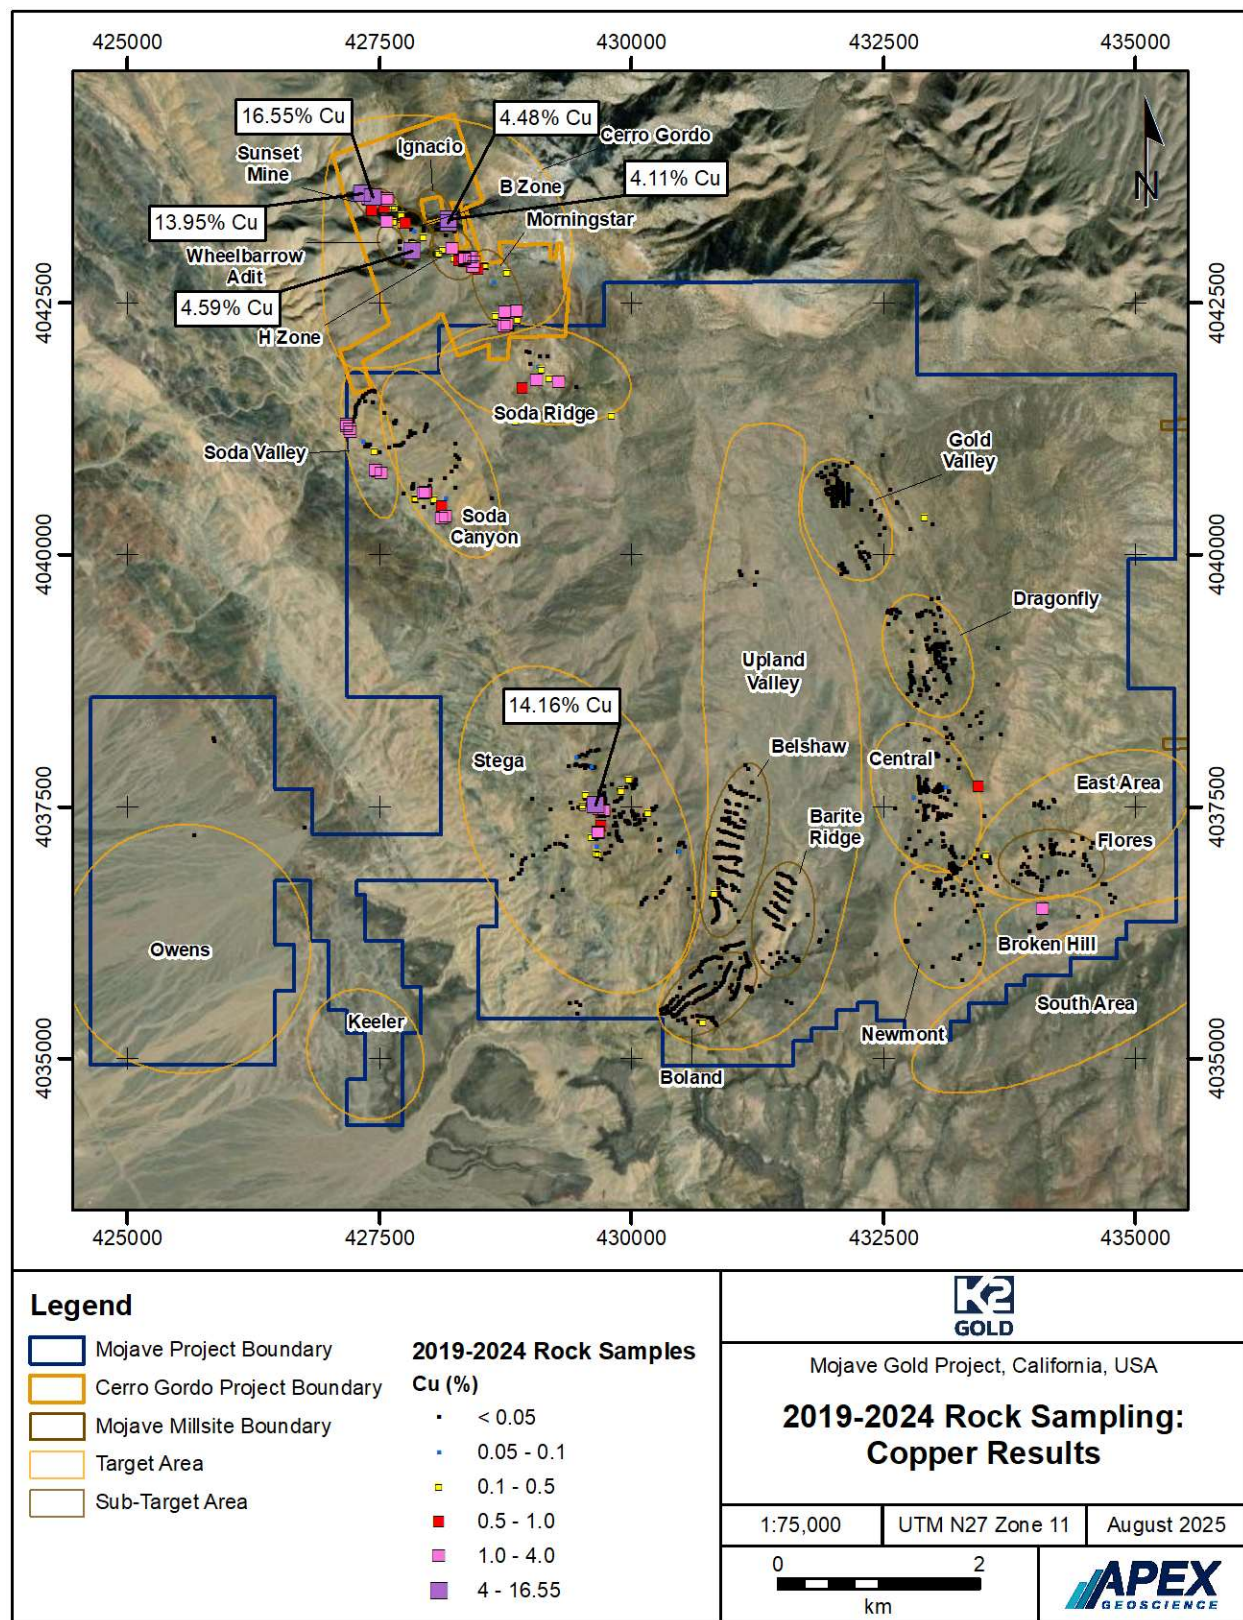 425000 427500 430000 432500 435000
16.55% Cu
4.48% Cu
Cerro Gordo
Ignacio
Sunset
Mine
B Zone
4.11% Cu
13.95% Cu
Morningstar
Wheelbarrow
Adit
4.59% Cu
H Zone
N
4042500
4042500
Soda Ridge
Soda Valley
Gold
Valley
Soda
Canyon
4040000
4040000
Dragonfly
Upland
Valley
14.16% Cu
Stega
Belshaw
Central
East Area
4037500
4037500
Barite
Ridge
Flores
Owens
Broken Hill
South Area
Keeler
Newmont
4035000
4035000
Boland
425000 427500 430000 432500 435000
Legend
Mojave Project Boundary
Cerro Gordo Project Boundary
Mojave Millsite Boundary
Target Area
Sub-Target Area
2019-2024 Rock Samples
Cu (%)
< 0.05
0.05 - 0.1
0.1 - 0.5
0.5 - 1.0
1.0 - 4.0
4 - 16.55
K2
GOLD
Mojave Gold Project, California, USA
2019-2024 Rock Sampling:
Copper Results
1:75,000 UTM N27 Zone 11 August 2025
0 2
km
APEX
GEOSCIENCE